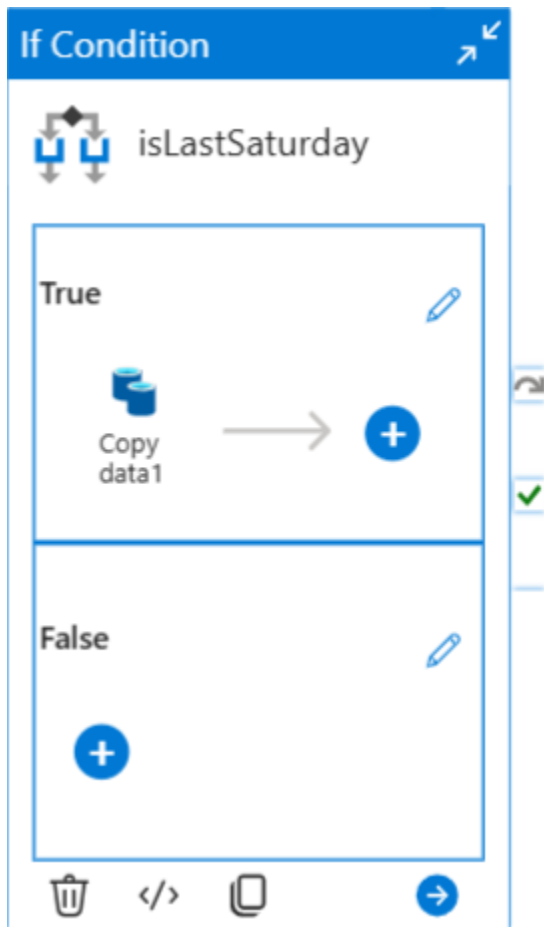 If Condition
isLastSaturday
True
Copy
data1
False